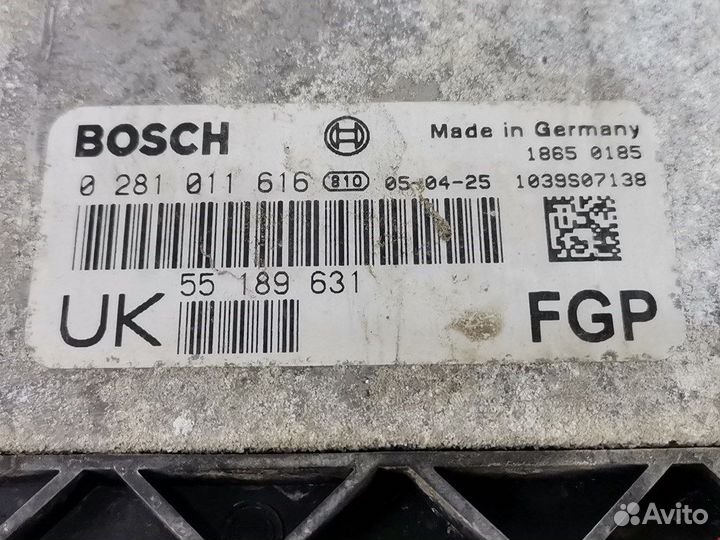 BOSCH
Made in Germany
1865 0185
0 281 011 616 810 05-04-25 1039S07138
55 189 631
UK
FGP
Avito